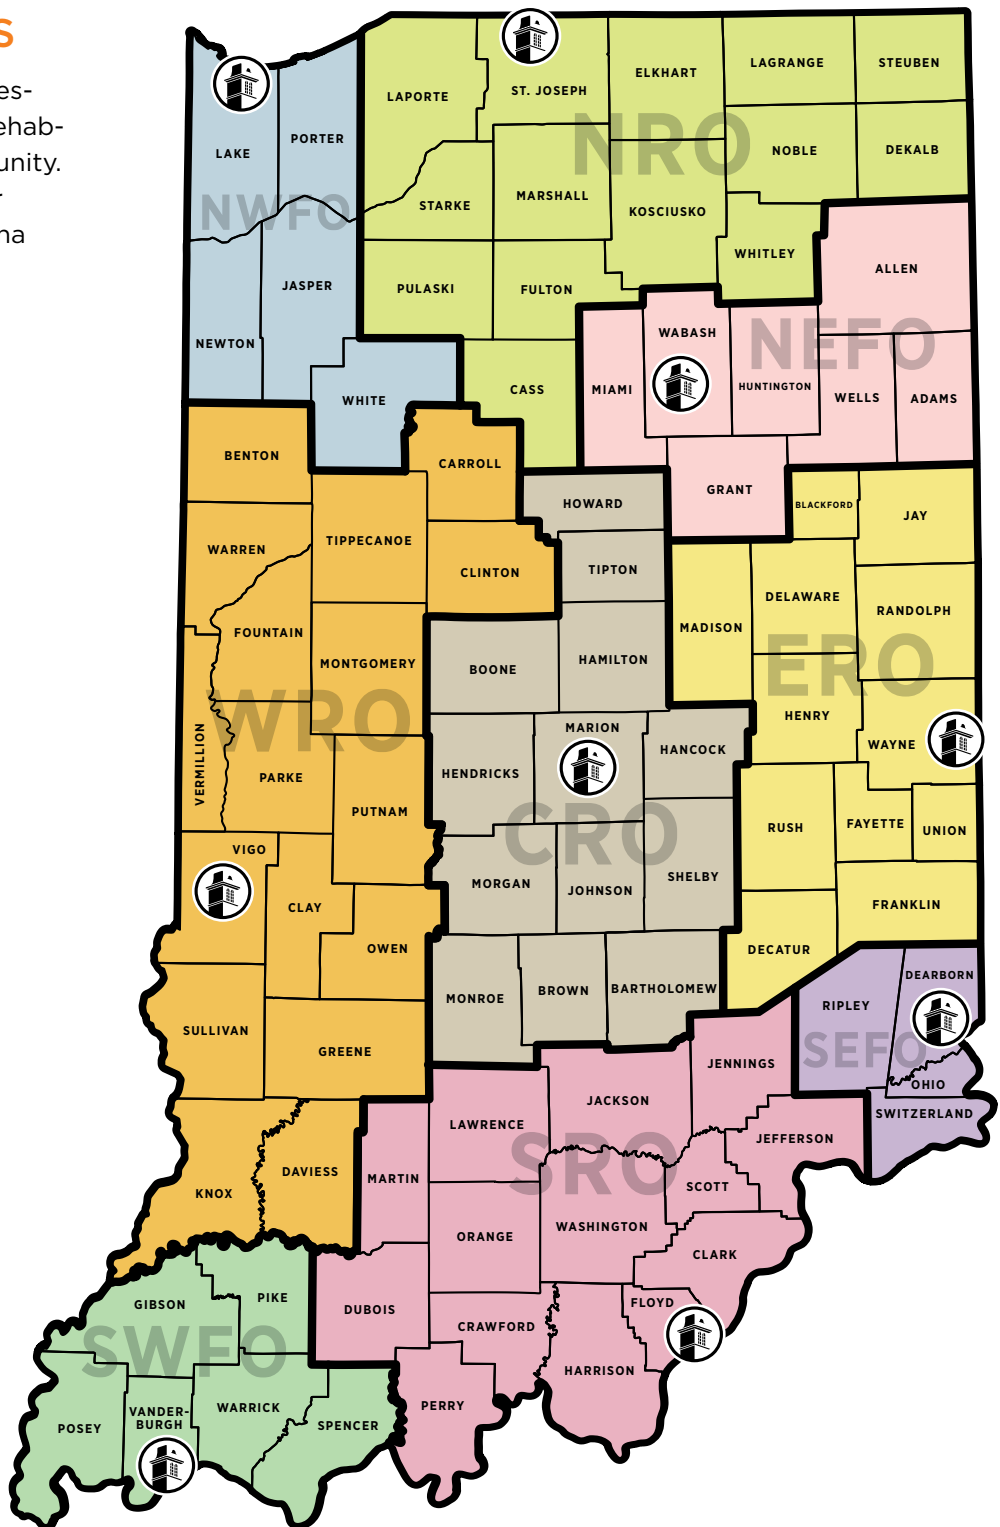 S
es-
ehab-
unity.
na
LAPORTE
ST. JOSEPH
ELKHART
LAGRANGE
STEUBEN
LAKE
PORTER
NRO
NOBLE
DEKALB
NWFO
STARKE
MARSHALL
KOSCIUSKO
WHITLEY
ALLEN
JASPER
PULASKI
FULTON
NEWTON
WABASH
NEFO
WHITE
CASS
MIAMI
HUNTINGTON
WELLS
ADAMS
BENTON
CARROLL
HOWARD
GRANT
BLACKFORD
JAY
WARREN
TIPPECANOE
CLINTON
TIPTON
DELAWARE
RANDOLPH
FOUNTAIN
MONTGOMERY
BOONE
HAMILTON
MADISON
ERO
WRO
HENRY
VERMILLION
PARKE
HENDRICKS
MARION
HANCOCK
WAYNE
PUTNAM
CRO
RUSH
FAYETTE
UNION
VIGO
MORGAN
JOHNSON
SHELBY
CLAY
FRANKLIN
OWEN
DECATUR
MONROE
BROWN
BARTHOLOMEW
RIPLEY
DEARBORN
SULLIVAN
GREENE
JENNINGS
SEFO
OHIO
LAWRENCE
JACKSON
SWITZERLAND
JEFFERSON
SRO
KNOX
DAVIESS
MARTIN
SCOTT
ORANGE
WASHINGTON
CLARK
GIBSON
PIKE
DUBOIS
CRAWFORD
FLOYD
SWFO
HARRISON
POSEY
VANDER-
BURGH
WARRICK
SPENCER
PERRY